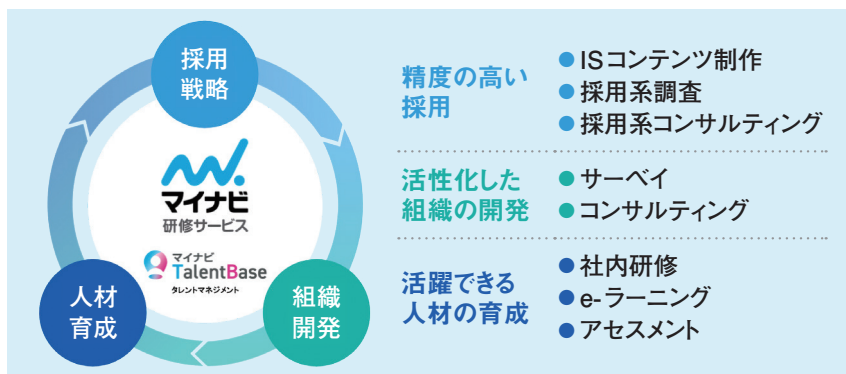 採用
戦略
マイナビ
研修サービス
マイナビ
TalentBase
タレントマネジメント
人材
育成
組織
開発
精度の高い
採用
●ISコンテンツ制作
●採用系調査
●採用系コンサルティング
活性化した
組織の開発
●サーベイ
●コンサルティング
活躍できる
人材の育成
●社内研修
●e-ラーニング
●アセスメント